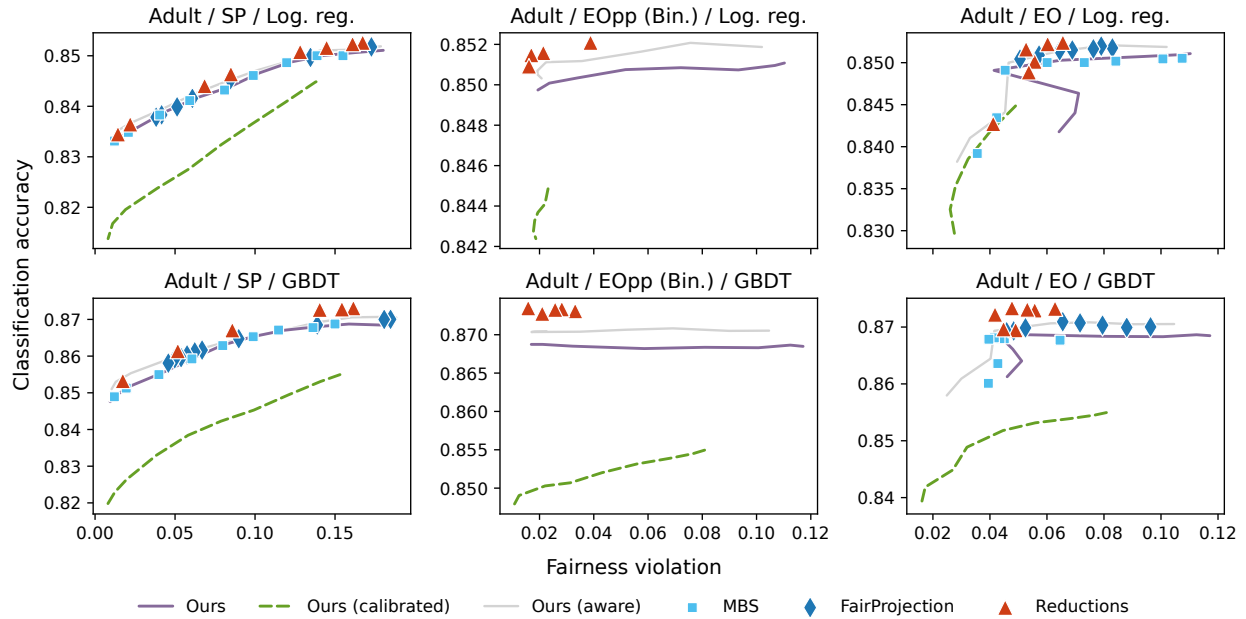 Adult / SP / Log. reg.
Adult / EOpp (Bin.) / Log. reg.
Adult / EO / Log. reg.
0.85
0.84
0.83
0.82
0.852
0.850
0.848
0.846
0.844
0.842
0.850
0.845
0.840
0.835
0.830
Classification accuracy
Adult / SP / GBDT
Adult / EOpp (Bin.) / GBDT
Adult / EO / GBDT
0.87
0.86
0.85
0.84
0.83
0.82
0.870
0.865
0.860
0.855
0.850
0.87
0.86
0.85
0.84
0.00 0.05 0.10 0.15
0.02 0.04 0.06 0.08 0.10 0.12
0.02 0.04 0.06 0.08 0.10 0.12
Fairness violation
Ours Ours (calibrated) Ours (aware) MBS FairProjection Reductions